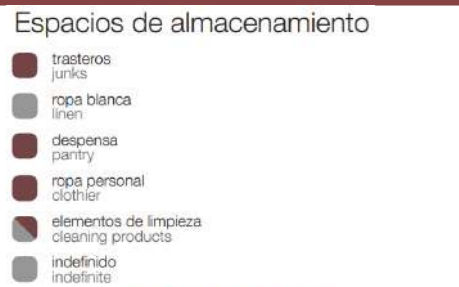 Espacios de almacenamiento
trasteros
junks
ropa blanca
linen
despensa
pantry
ropa personal
clothier
elementos de limpieza
cleaning products
indefinido
indefinite